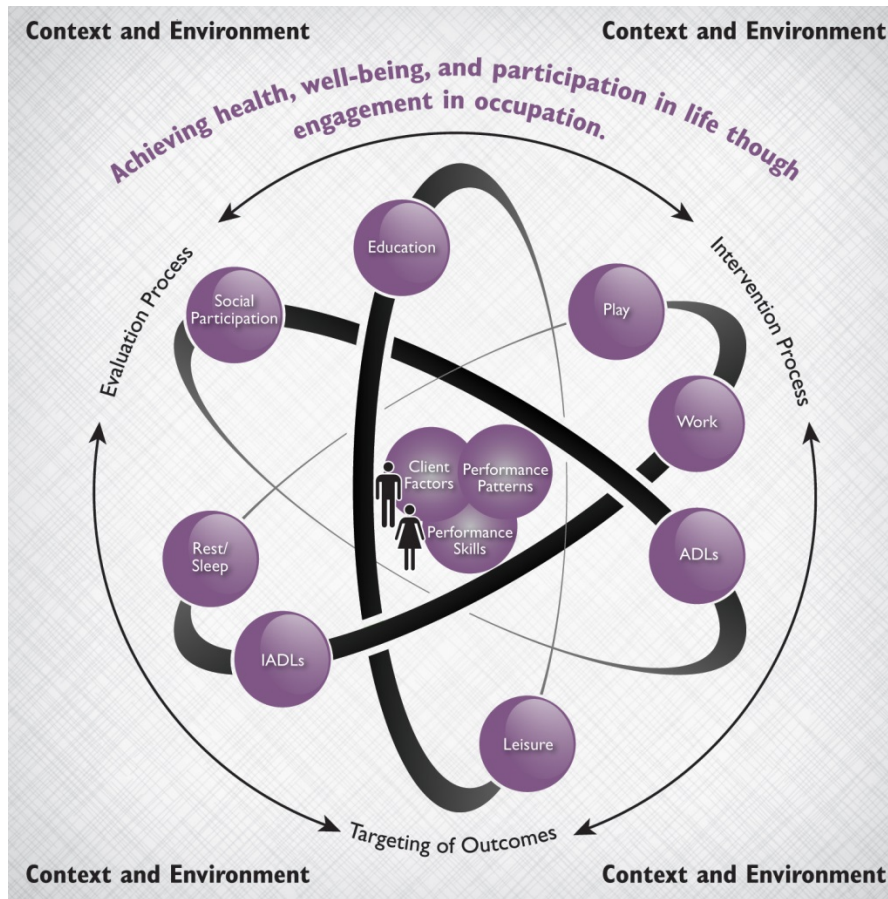 Context and Environment
Context and Environment
Achieving health, well-being, and participation in life though
engagement in occupation.
Evaluation Process
Intervention Process
Education
Social
Participation
Play
Work
Client
Factors
Performance
Patterns
Performance
Skills
Rest/
Sleep
ADLs
IADLs
Leisure
Targeting of Outcomes
Context and Environment
Context and Environment